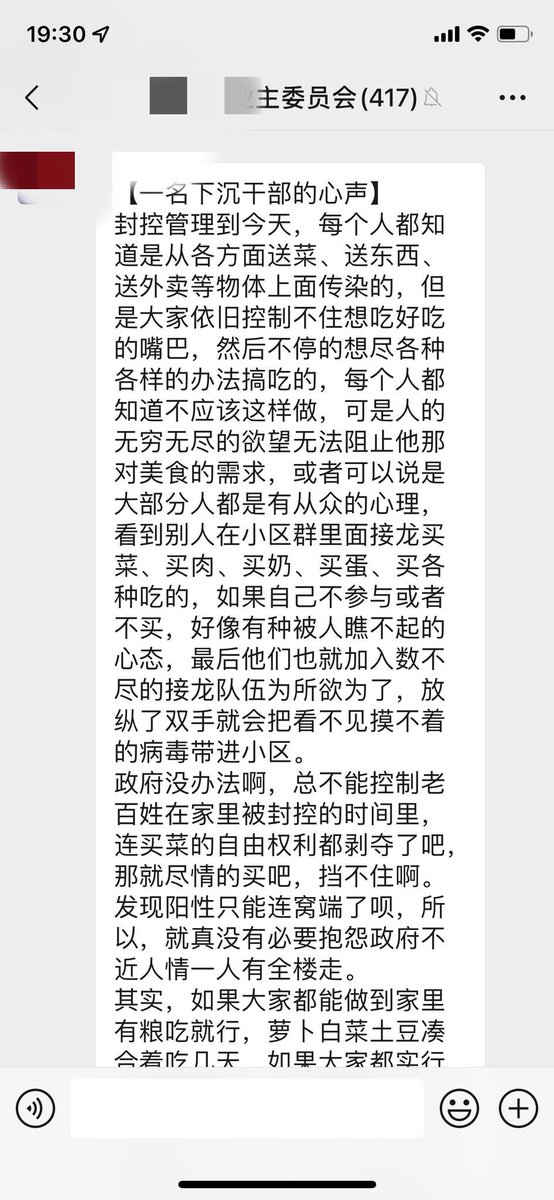 19:30
主委员会(417)
【一名下沉干部的心声】
封控管理到今天，每个人都知
道是从各方面送菜、送东西、
送外卖等物体上面传染的，但
是大家依旧控制不住想吃好吃
的嘴巴，然后不停的想尽各种
各样的办法搞吃的，每个人都
知道不应该这样做，可是人的
无穷无尽的欲望无法阻止他那
对美食的需求，或者可以说是
大部分人都是有从众的心理，
看到别人在小区群里面接龙买
菜、买肉、买奶、买蛋、买各
种吃的，如果自己不参与或者
不买，好像有种被人瞧不起的
心态，最后他们也就加入数不
尽的接龙队伍为所欲为了，放
纵了双手就会把看不见摸不着
的病毒带进小区。
政府没办法啊，总不能控制老
百姓在家里被封控的时间里，
连买菜的自由权利都剥夺了吧，
那就尽情的买吧，挡不住啊。
发现阳性只能连窝端了呗，所
以，就真没有必要抱怨政府不
近人情一人有全楼走。
其实，如果大家都能做到家里
有粮吃就行，萝卜白菜土豆凑
合着吃几天，如果大家都实行